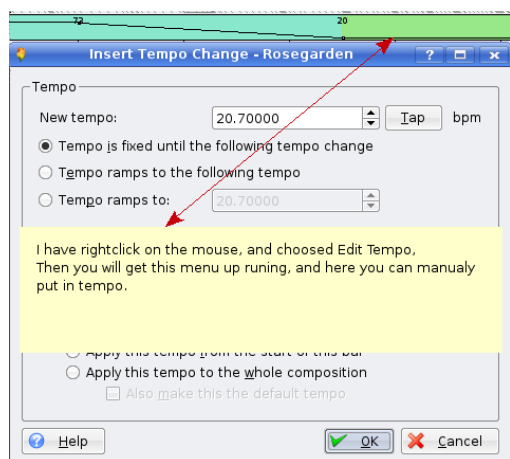 72
20
Insert Tempo Change - Rosegarden
Tempo
New tempo:
20.70000
Tap
bpm
Tempo is fixed until the following tempo change
Tempo ramps to the following tempo
Tempo ramps to:
20.70000
I have rightclick on the mouse, and choosed Edit Tempo,
Then you will get this menu up runing, and here you can manualy
put in tempo.
Apply this tempo from the start of this bar
Apply this tempo to the whole composition
Also make this the default tempo
Help
OK
Cancel